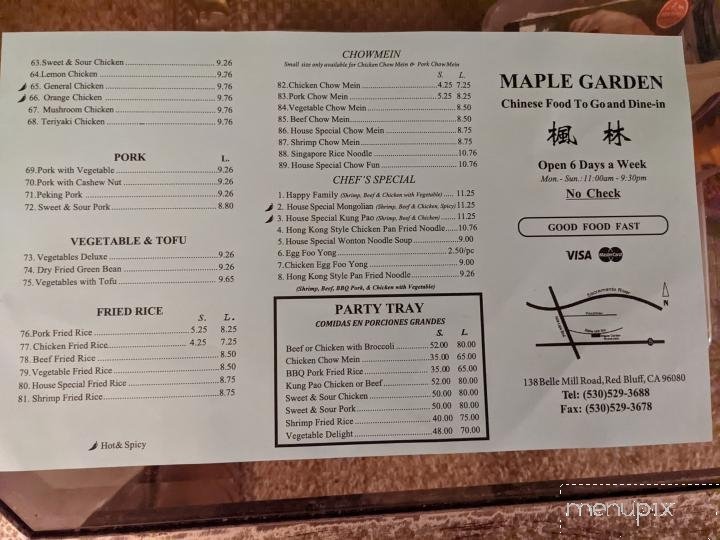 63.Sweet & Sour Chicken 9.26
64.Lemon Chicken 9.76
65. General Chicken 9.76
66. Orange Chicken 9.76
67. Mushroom Chicken 9.76
68. Teriyaki Chicken 9.76
PORK L.
69.Pork with Vegetable 9.26
70.Pork with Cashew Nut 9.26
71.Peking Pork 9.26
72. Sweet & Sour Pork 8.80
VEGETABLE & TOFU
73. Vegetables Deluxe 9.26
74. Dry Fried Green Bean 9.26
75. Vegetables with Tofu 9.65
FRIED RICE
S. L.
76.Pork Fried Rice 5.25 8.25
77. Chicken Fried Rice 4.25 7.25
78. Beef Fried Rice 8.50
79. Vegetable Fried Rice 8.50
80. House Special Fried Rice 8.75
81. Shrimp Fried Rice 8.75
Hot& Spicy
CHOWMEIN
Small size only available for Chicken Chow Mein & Pork Chow Mein
S. L.
82.Chicken Chow Mein 4.25 7.25
83.Pork Chow Mein 5.25 8.25
84.Vegetable Chow Mein 8.50
85. Beef Chow Mein 8.50
86. House Special Chow Mein 8.75
87. Shrimp Chow Mein 8.75
88. Singapore Rice Noodle 10.76
89. House Special Chow Fun 10.76
CHEF'S SPECIAL
1. Happy Family (Shrimp, Beef & Chicken with Vegetable) 11.25
2. House Special Mongolian (Shrimp, Beef & Chicken, Spicy) 11.25
3. House Special Kung Pao (Shrimp, Beef & Chicken) 11.25
4. Hong Kong Style Chicken Pan Fried Noodle 10.76
5. House Special Wonton Noodle Soup 9.00
6. Egg Foo Yong 2.50/pc
7.Chicken Egg Foo Yong 9.00
8. Hong Kong Style Pan Fried Noodle 9.26
(Shrimp, Beef, BBQ Pork, & Chicken with Vegetable)
PARTY TRAY
COMIDAS EN PORCIONES GRANDES
S. L.
Beef or Chicken with Broccoli 52.00 80.00
Chicken Chow Mein 35.00 65.00
BBQ Pork Fried Rice 35.00 65.00
Kung Pao Chicken or Beef 52.00 80.00
Sweet & Sour Chicken 50.00 80.00
Sweet & Sour Pork 50.00 80.00
Shrimp Fried Rice 40.00 75.00
Vegetable Delight 48.00 70.00
MAPLE GARDEN
Chinese Food To Go and Dine-in
楓 林
Open 6 Days a Week
Mon.- Sun.:11:00am - 9:30pm
No Check
GOOD FOOD FAST
VISA MasterCard
Sacramento River
N
138 Belle Mill Road, Red Bluff, CA 96080
Tel: (530)529-3688
Fax: (530)529-3678
menupix